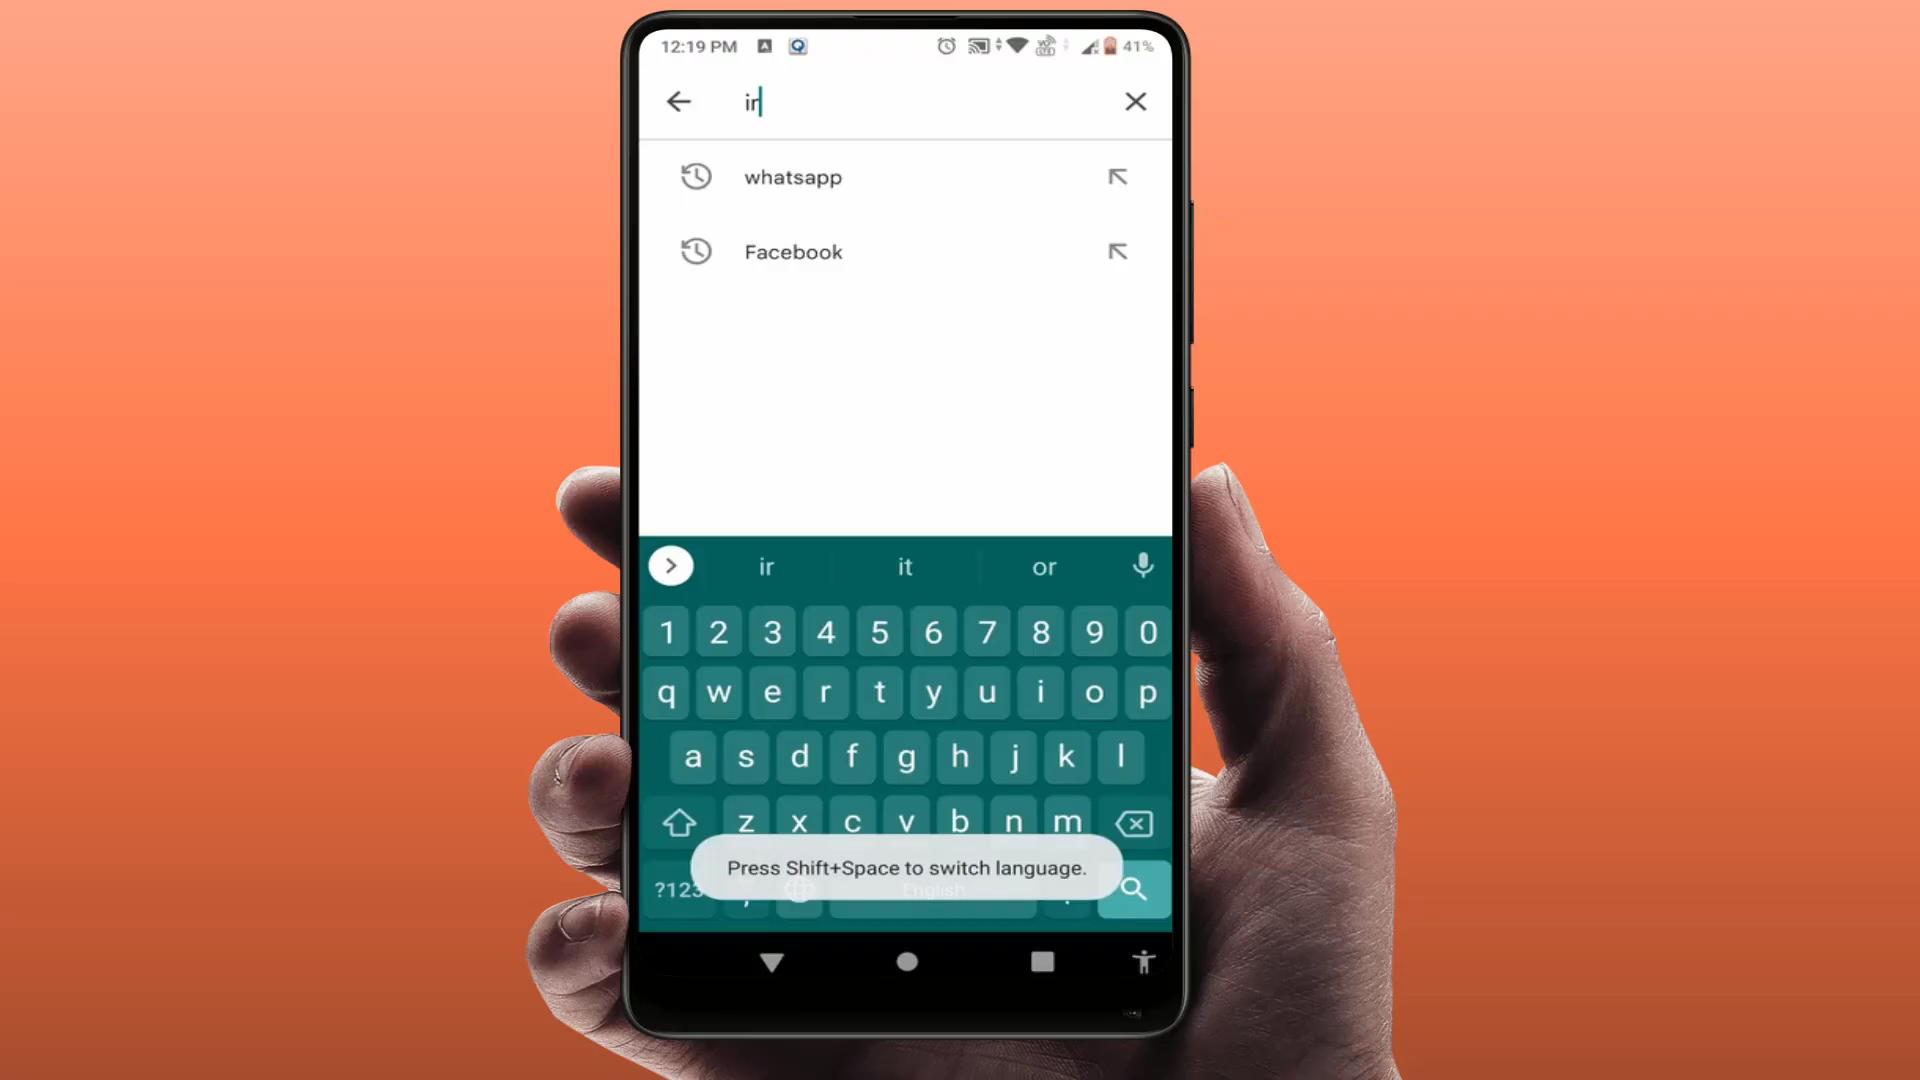 12:19 PM 41%
ir
whatsapp
Facebook
ir it or
1 2 3 4 5 6 7 8 9 0
q w e r t y u i o p
a s d f g h j k l
z x c v b n m
Press Shift+Space to switch language.
?123 , English .